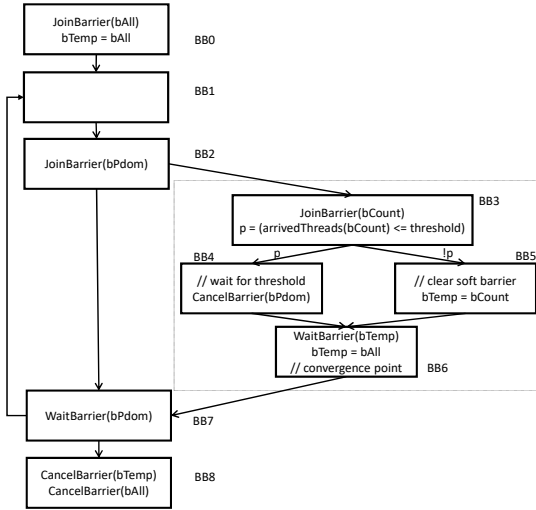 JoinBarrier(bAll)
bTemp = bAll
BB0
BB1
JoinBarrier(bPdom)
BB2
BB3
JoinBarrier(bCount)
p = (arrivedThreads(bCount) <= threshold)
p
!p
BB4
BB5
// wait for threshold
CancelBarrier(bPdom)
// clear soft barrier
bTemp = bCount
WaitBarrier(bTemp)
bTemp = bAll
// convergence point
BB6
WaitBarrier(bPdom)
BB7
CancelBarrier(bTemp)
CancelBarrier(bAll)
BB8